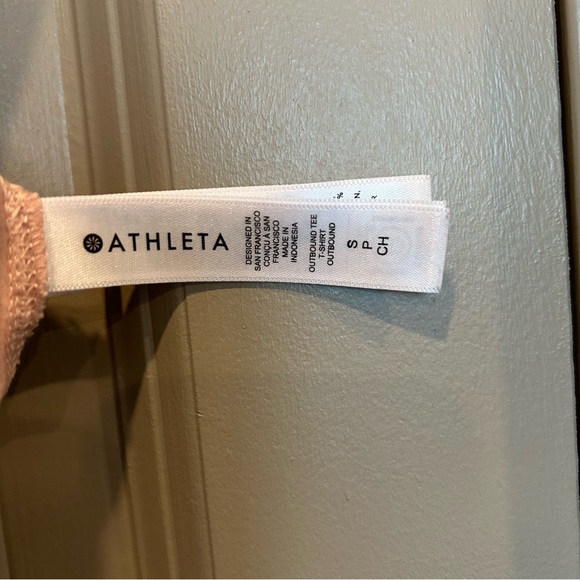 ATHLETA
DESIGNED IN
SAN FRANCISCO
CONÇU À SAN
FRANCISCO
MADE IN
INDONESIA
OUTBOUND TEE
T-SHIRT
OUTBOUND
S
P
CH
%
N.